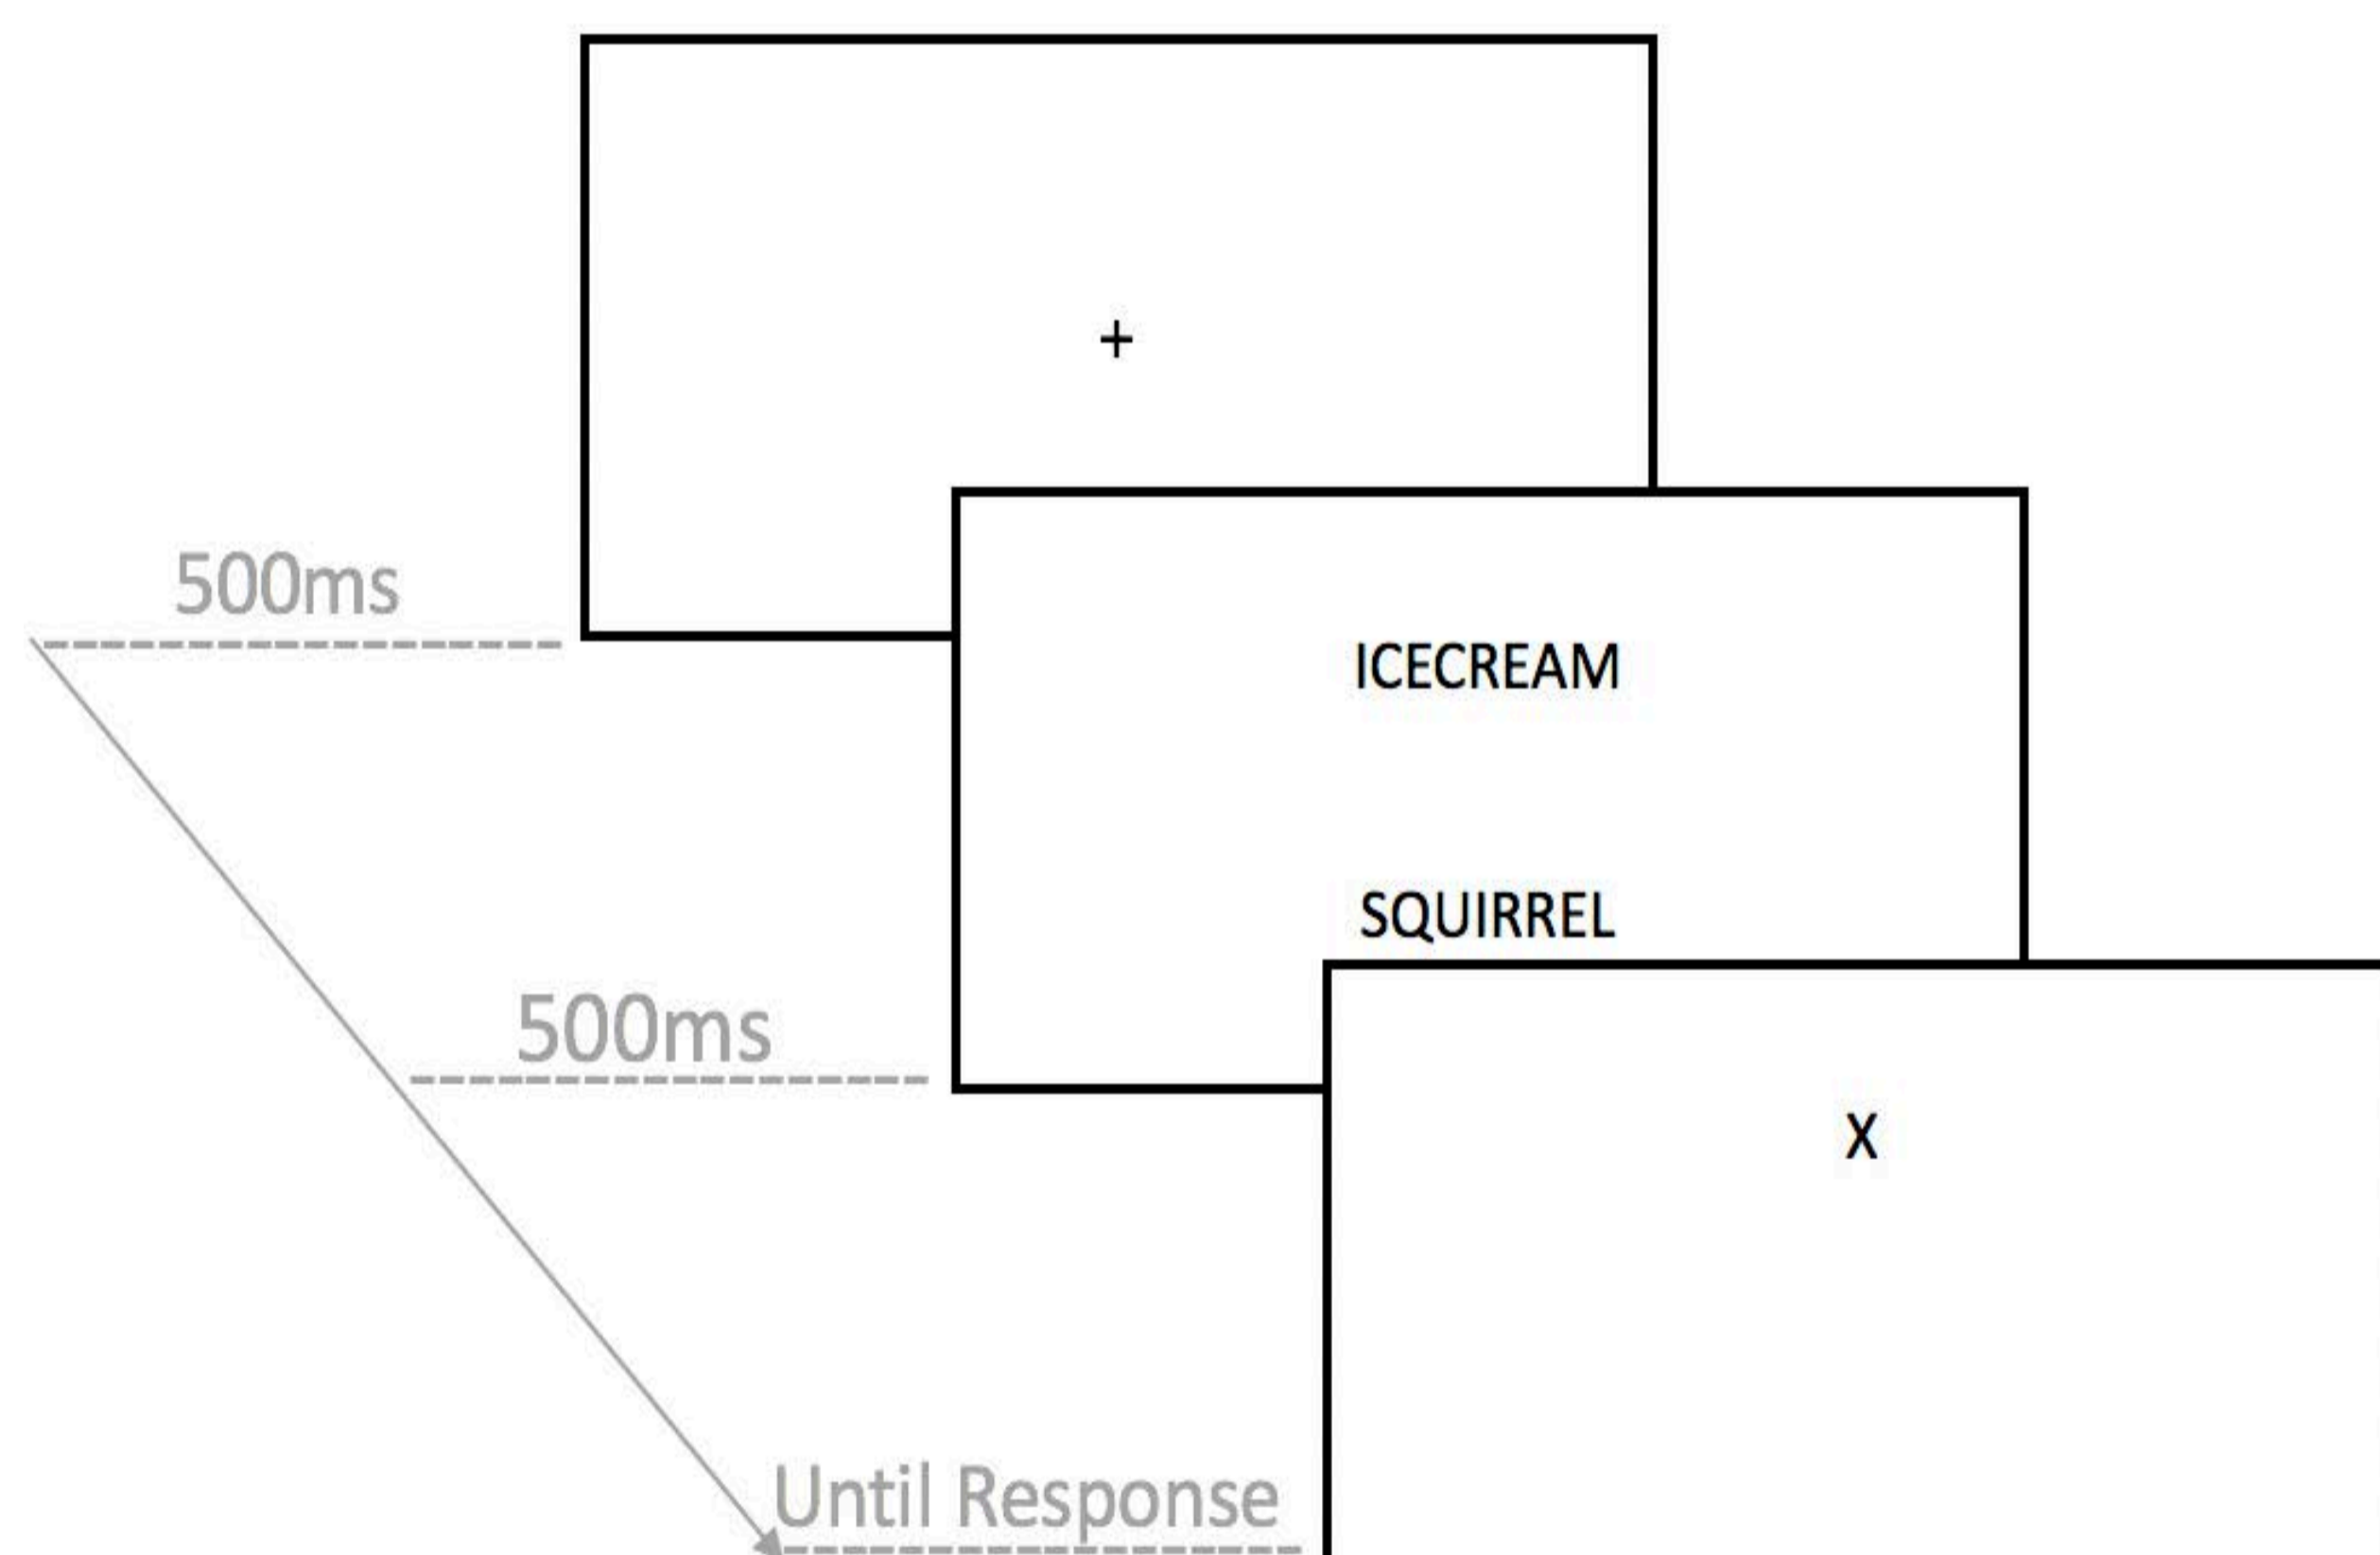 +
500ms
ICECREAM
SQUIRREL
500ms
X
Until Response